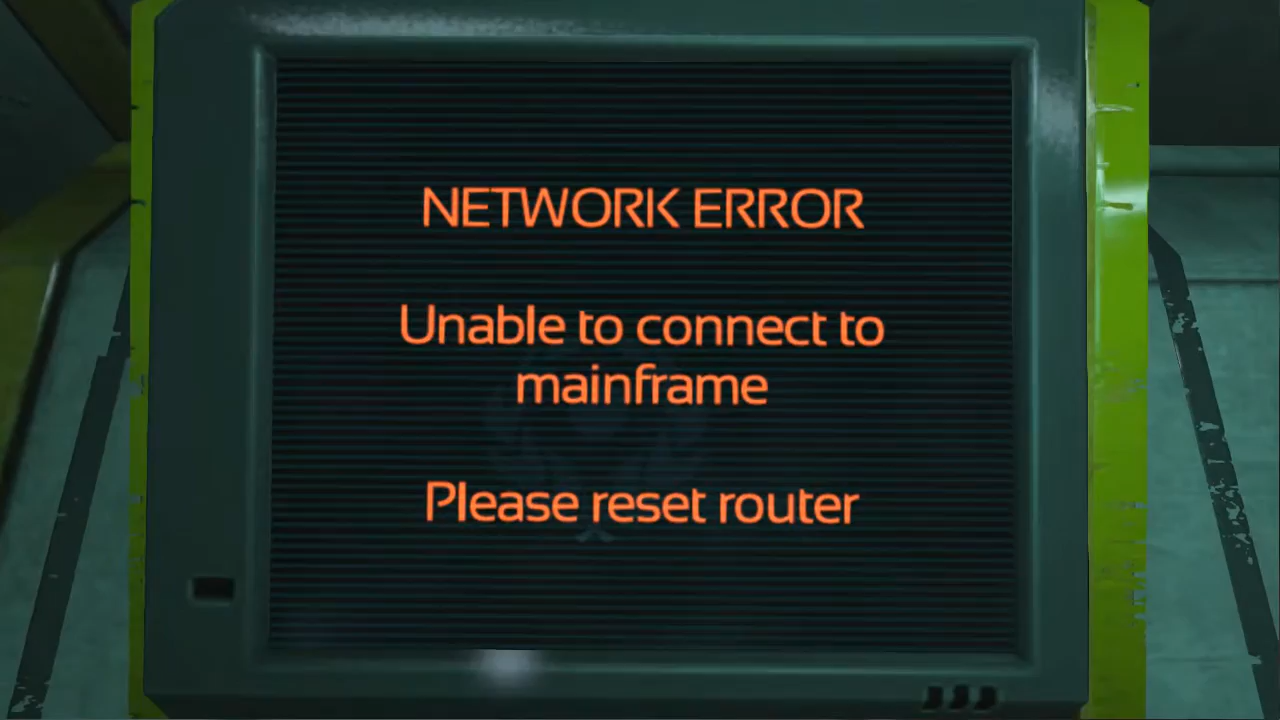 NETWORK ERROR
Unable to connect to
mainframe
Please reset router